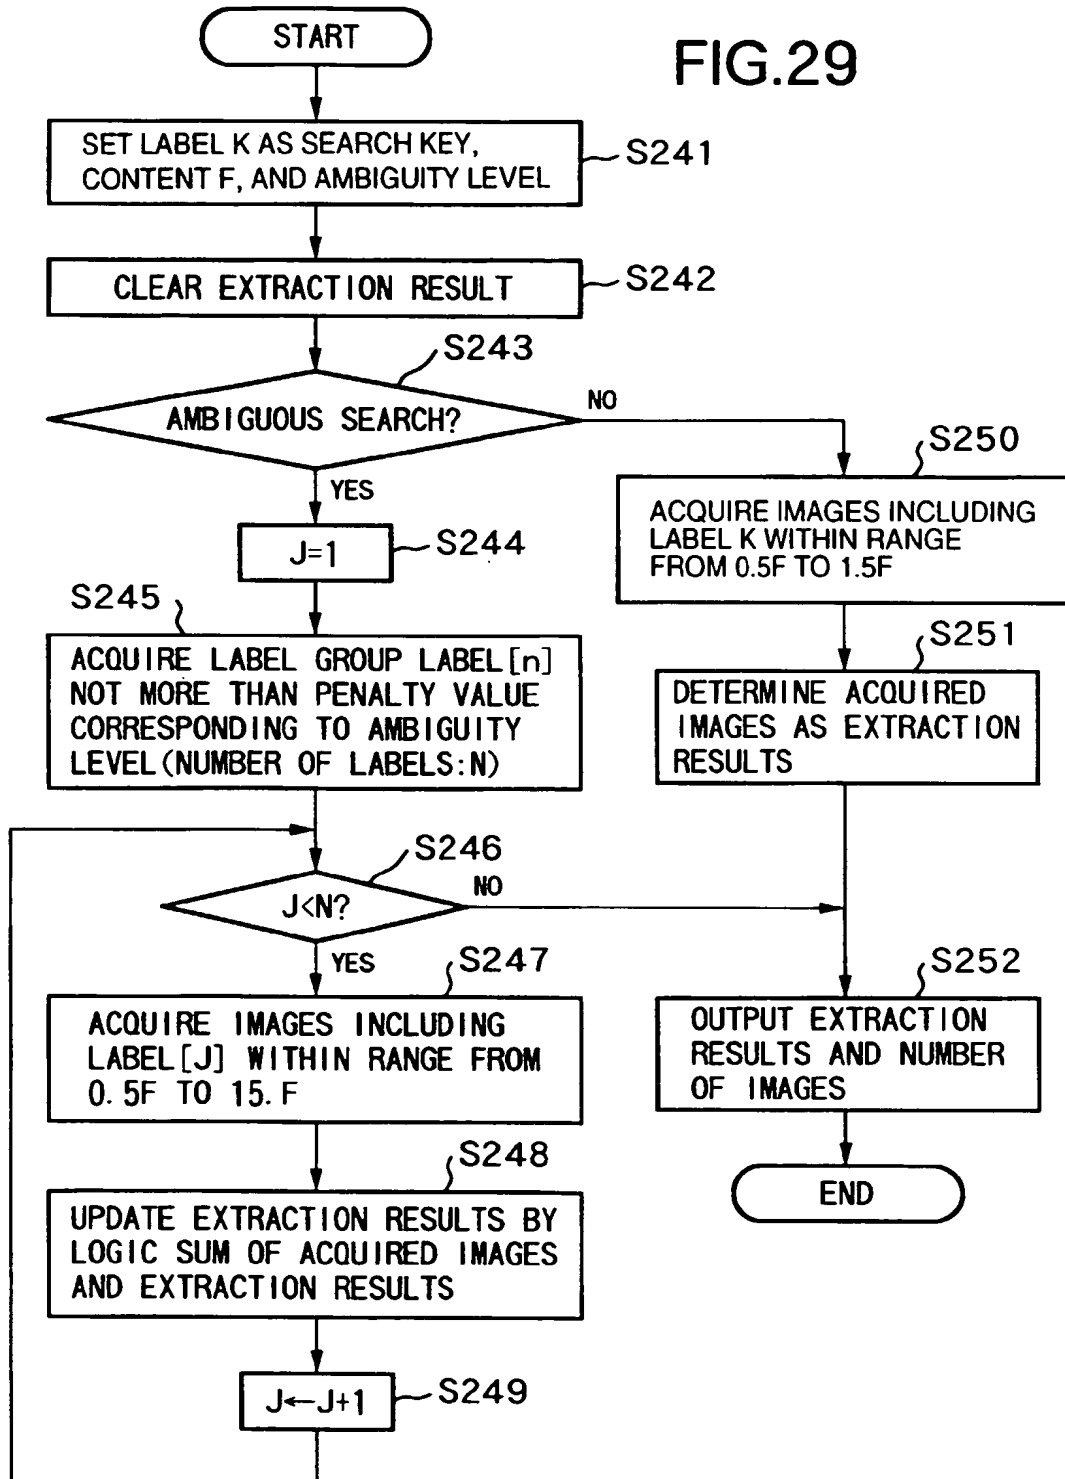 FIG.29
START
SET LABEL K AS SEARCH KEY,
CONTENT F, AND AMBIGUITY LEVEL
S241
CLEAR EXTRACTION RESULT
S242
S243
AMBIGUOUS SEARCH?
NO
YES
J=1
S244
S245
ACQUIRE LABEL GROUP LABEL[n]
NOT MORE THAN PENALTY VALUE
CORRESPONDING TO AMBIGUITY
LEVEL(NUMBER OF LABELS:N)
S246
J<N?
NO
YES
S247
ACQUIRE IMAGES INCLUDING
LABEL[J] WITHIN RANGE FROM
0.5F TO 15.F
S248
UPDATE EXTRACTION RESULTS BY
LOGIC SUM OF ACQUIRED IMAGES
AND EXTRACTION RESULTS
J←J+1
S249
S250
ACQUIRE IMAGES INCLUDING
LABEL K WITHIN RANGE
FROM 0.5F TO 1.5F
S251
DETERMINE ACQUIRED
IMAGES AS EXTRACTION
RESULTS
S252
OUTPUT EXTRACTION
RESULTS AND NUMBER
OF IMAGES
END